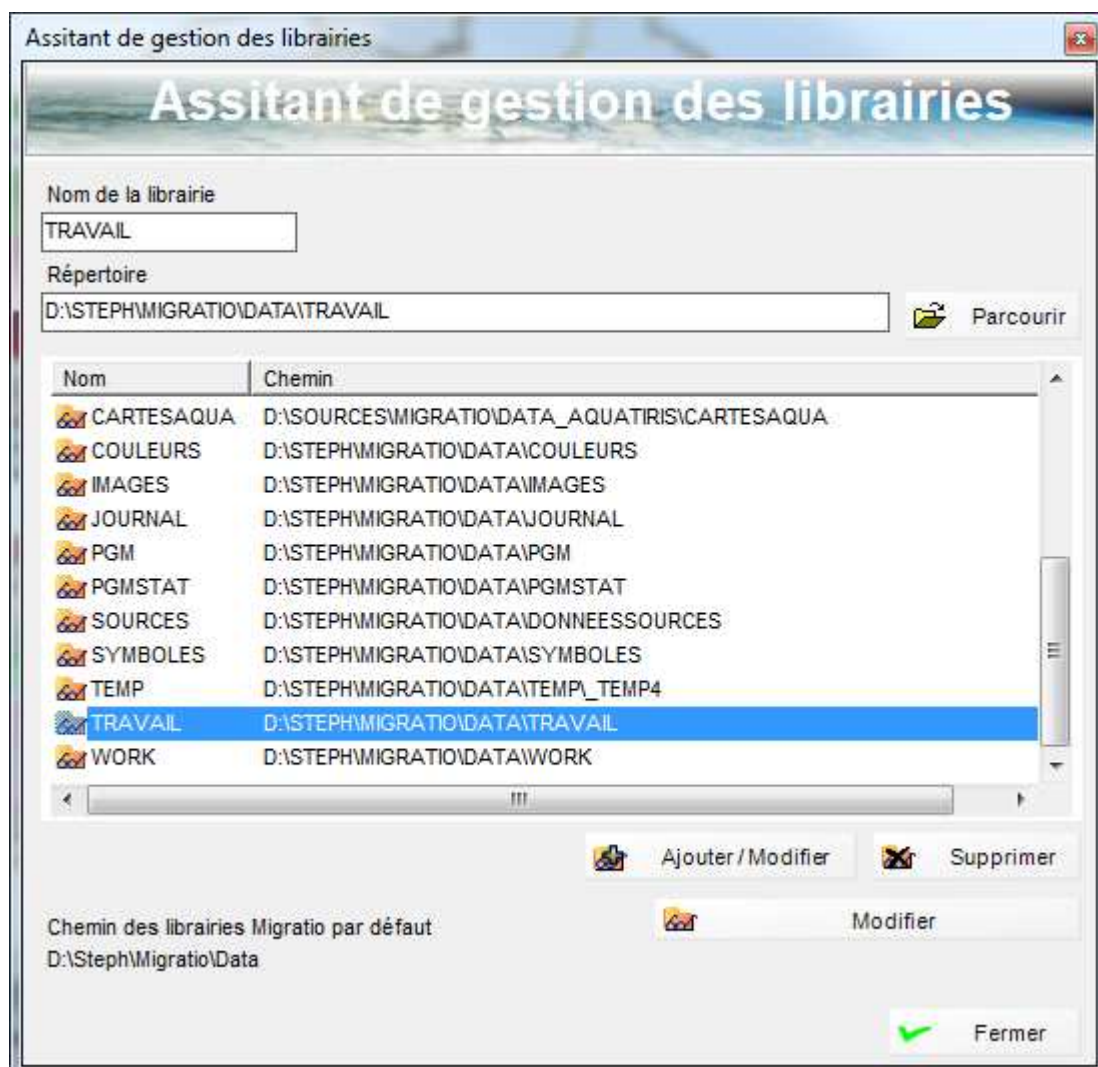 Assitant de gestion des librairies
Assitant de gestion des librairies
Nom de la librairie
TRAVAIL
Répertoire
D:\STEPH\MIGRATIO\DATA\TRAVAIL Parcourir
Nom Chemin
CARTESAQUA D:\SOURCES\MIGRATIO\DATA_AQUATIRIS\CARTESAQUA
COULEURS D:\STEPH\MIGRATIO\DATA\COULEURS
IMAGES D:\STEPH\MIGRATIO\DATA\IMAGES
JOURNAL D:\STEPH\MIGRATIO\DATA\JOURNAL
PGM D:\STEPH\MIGRATIO\DATA\PGM
PGMSTAT D:\STEPH\MIGRATIO\DATA\PGMSTAT
SOURCES D:\STEPH\MIGRATIO\DATA\DONNEESSOURCES
SYMBOLES D:\STEPH\MIGRATIO\DATA\SYMBOLES
TEMP D:\STEPH\MIGRATIO\DATA\TEMP\_TEMP4
TRAVAIL D:\STEPH\MIGRATIO\DATA\TRAVAIL
WORK D:\STEPH\MIGRATIO\DATA\WORK
Ajouter / Modifier Supprimer
Chemin des librairies Migratio par défaut Modifier
D:\Steph\Migratio\Data
Fermer